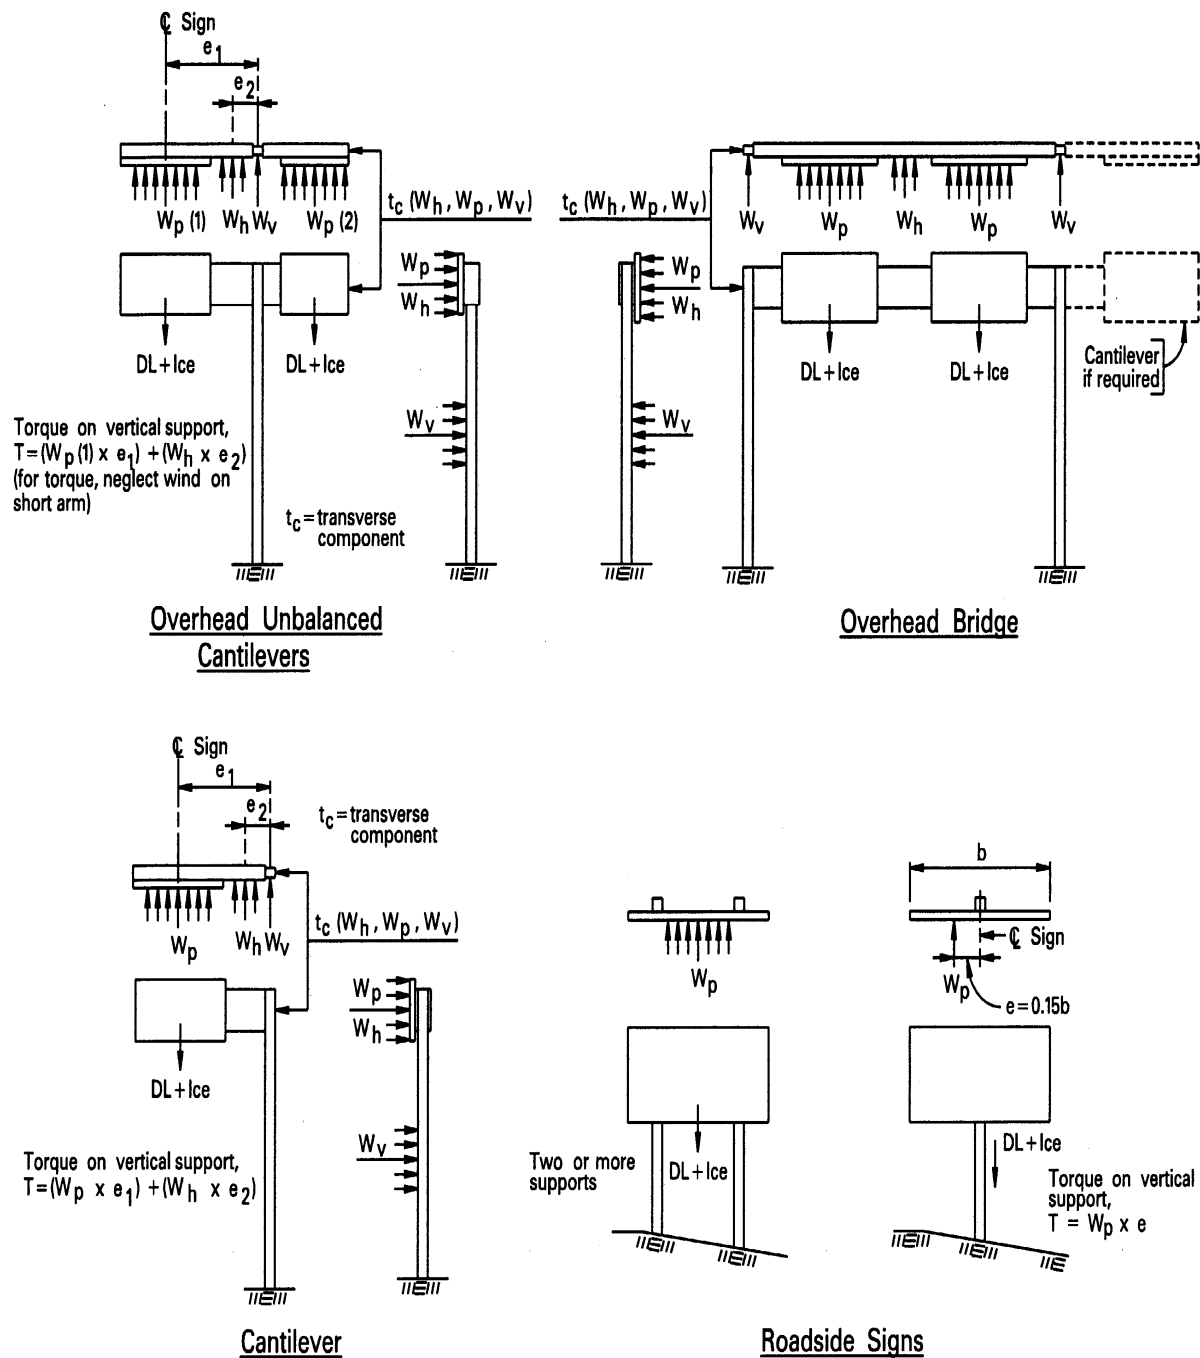 ℄ Sign
e1
e2
Wp (1)
Wh
Wv
Wp (2)
tc (Wh, Wp, Wv)
DL + Ice
DL + Ice
Wp
Wh
Wv
Torque on vertical support,
T = (Wp (1) x e1) + (Wh x e2)
(for torque, neglect wind on
short arm)
tc = transverse
component
Overhead Unbalanced
Cantilevers
tc (Wh, Wp, Wv)
Wv
Wp
Wh
Wp
Wv
Wp
Wh
Wv
DL + Ice
DL + Ice
Cantilever
if required
Overhead Bridge
℄ Sign
e1
e2
tc = transverse
component
Wp
Wh
Wv
tc (Wh, Wp, Wv)
DL + Ice
Wp
Wh
Wv
Torque on vertical support,
T = (Wp x e1) + (Wh x e2)
Cantilever
Wp
Two or more
supports
DL + Ice
b
℄ Sign
Wp
e = 0.15b
DL + Ice
Torque on vertical
support,
T = Wp x e
Roadside Signs